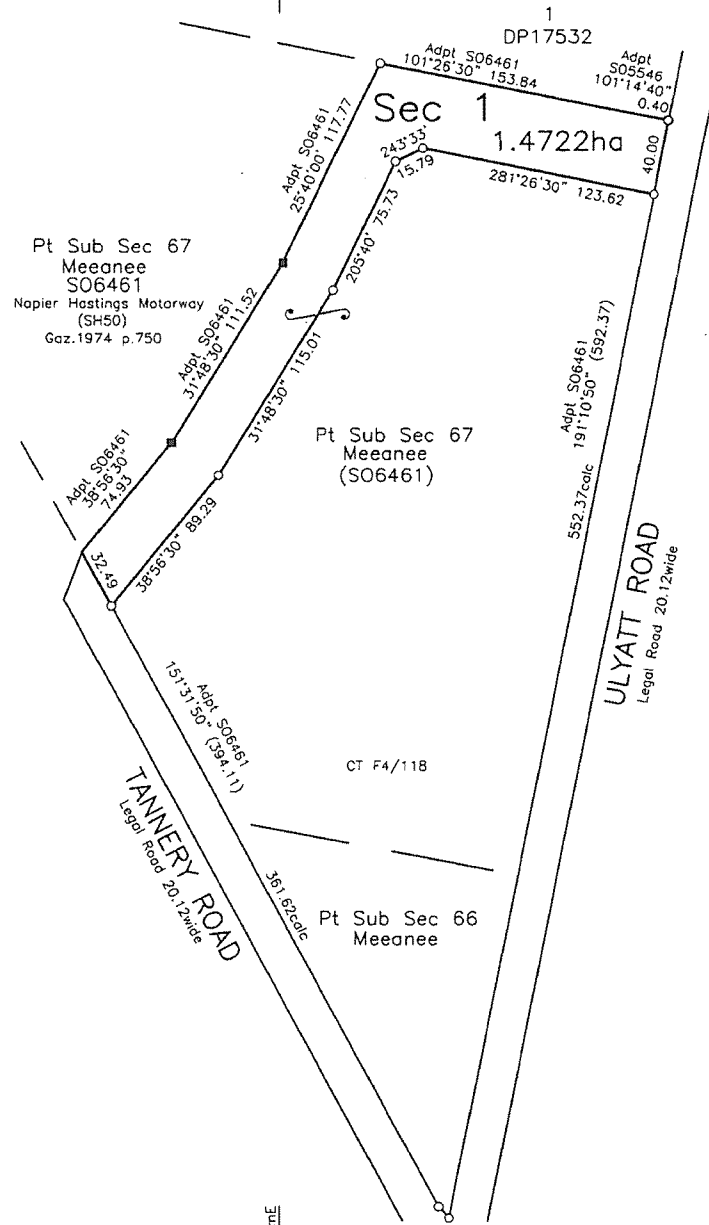 1
DP17532
Adpt SO6461
101°26'30" 153.84
Adpt
SO5546
101°14'40"
0.40
Sec 1
1.4722ha
40.00
243°33'
15.79
281°26'30" 123.62
Adpt SO6461
25°40'00" 117.77
205°40' 75.73
Pt Sub Sec 67
Meeanee
SO6461
Napier Hastings Motorway
(SH50)
Gaz.1974 p.750
Adpt SO6461
31°48'30" 111.52
31°48'30" 115.01
Adpt SO6461
191°10'50" (592.37)
552.37calc
Pt Sub Sec 67
Meeanee
(SO6461)
Adpt SO6461
38°56'30"
74.93
38°56'30" 89.29
32.49
ULYATT ROAD
Legal Road 20.12wide
Adpt SO6461
151°31'50" (394.11)
CT F4/118
TANNERY ROAD
Legal Road 20.12wide
361.62calc
Pt Sub Sec 66
Meeanee
mE